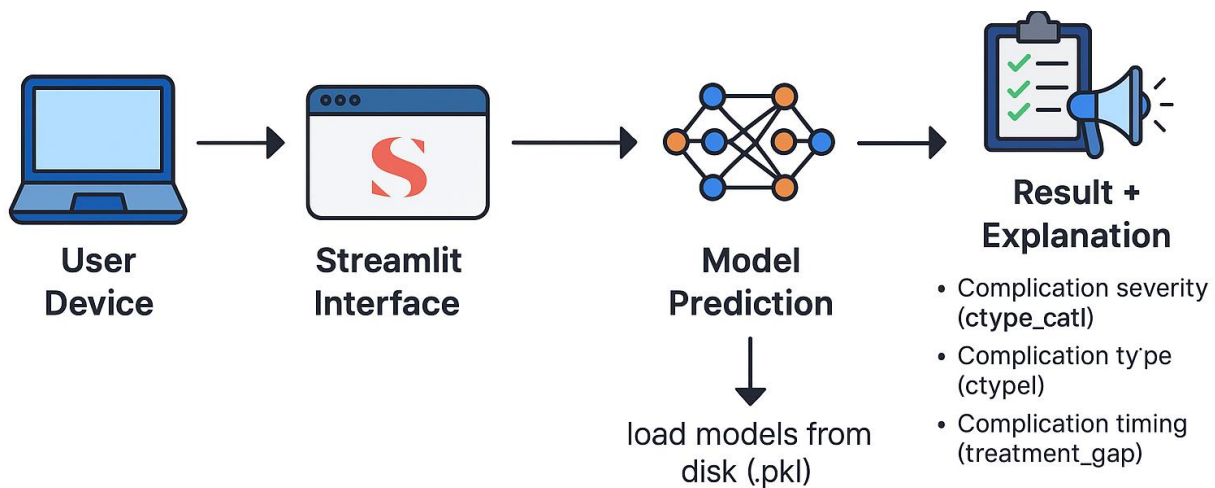 User
Device
Streamlit
Interface
S
Model
Prediction
load models from
disk (.pkl)
Result +
Explanation
• Complication severity
(ctype_catl)
• Complication type
(ctypel)
• Complication timing
(treatment_gap)